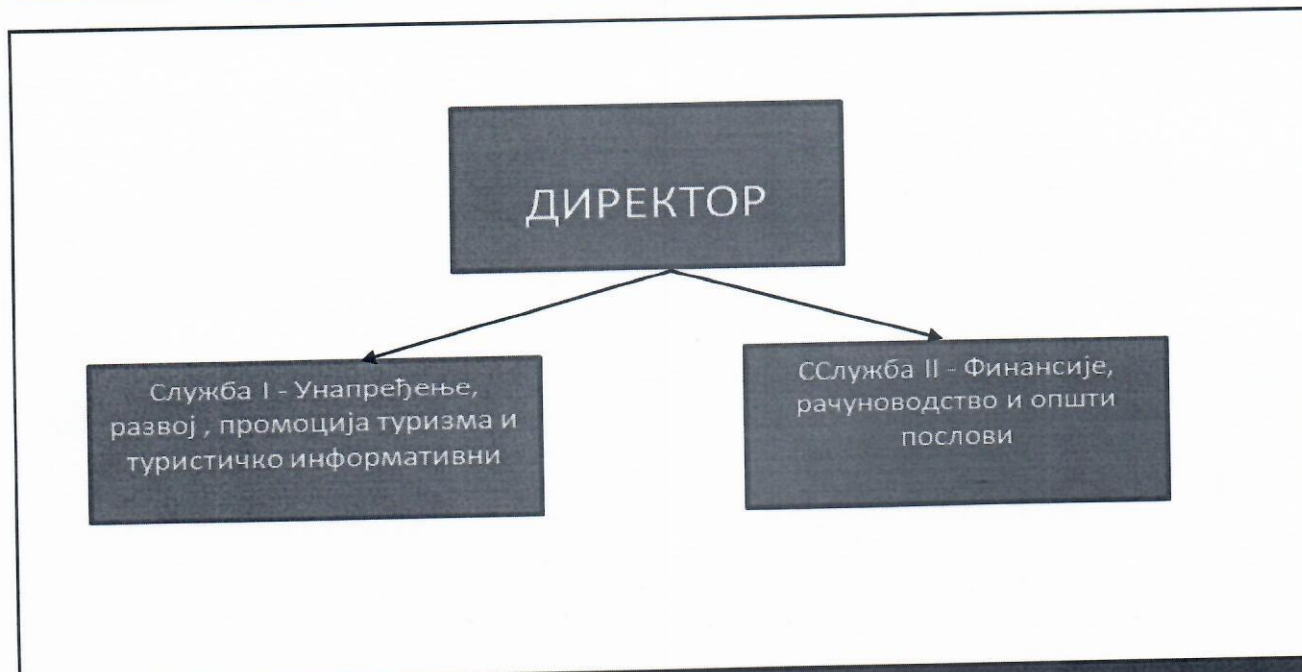 ДИРЕКТОР
Служба I - Унапређење,
развој , промоција туризма и
туристичко информативни
ССлужба II - Финансије,
рачуноводство и општи
послови